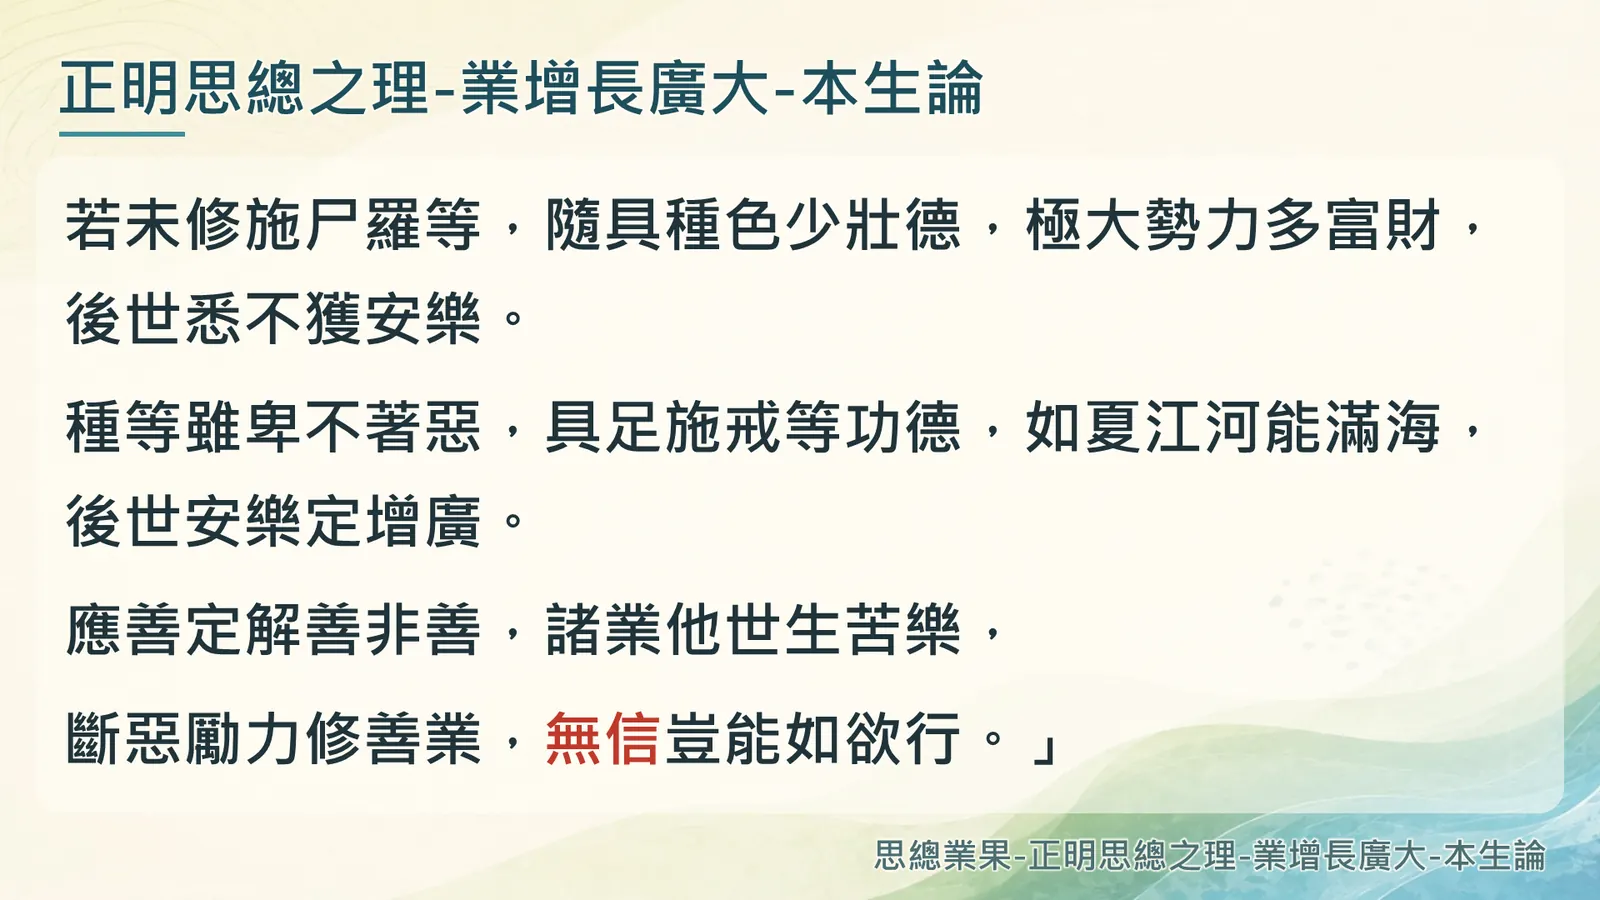 正明思總之理-業增長廣大-本生論
若未修施尸羅等，隨具種色少壯德，極大勢力多富財，
後世悉不獲安樂。
種等雖卑不著惡，具足施戒等功德，如夏江河能滿海，
後世安樂定增廣。
應善定解善非善，諸業他世生苦樂，
斷惡勵力修善業，無信豈能如欲行。」
思總業果-正明思總之理-業增長廣大-本生論